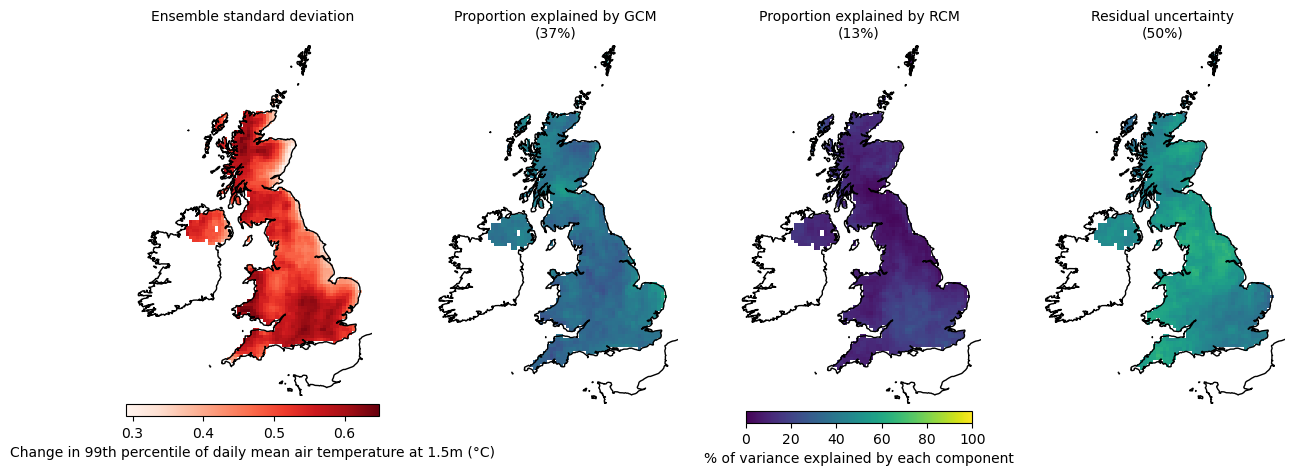 Ensemble standard deviation
Proportion explained by GCM
(37%)
Proportion explained by RCM
(13%)
Residual uncertainty
(50%)
0.3 0.4 0.5 0.6
Change in 99th percentile of daily mean air temperature at 1.5m (°C)
0 20 40 60 80 100
% of variance explained by each component